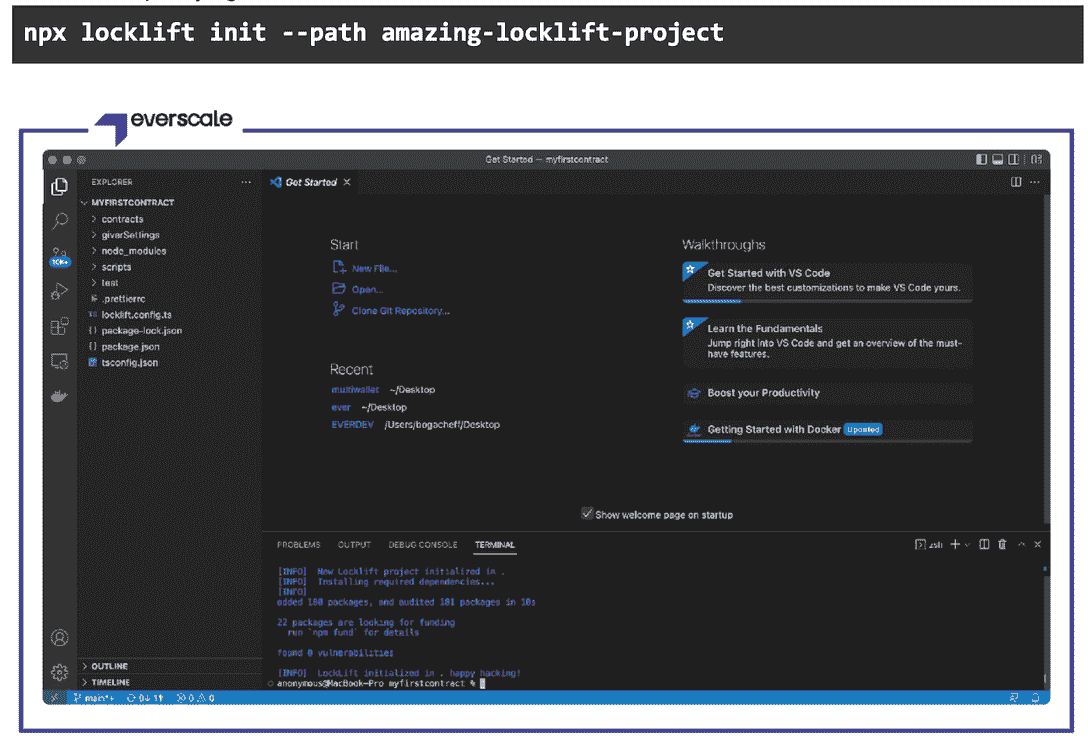 npx locklift init --path amazing-locklift-project
everscale
Get Started — myfirstcontract
EXPLORER
Get Started
MYFIRSTCONTRACT
contracts
giverSettings
node_modules
scripts
test
.prettierrc
TS locklift.config.ts
{} package-lock.json
{} package.json
tsconfig.json
OUTLINE
TIMELINE
Start
New File...
Open...
Clone Git Repository...
Recent
multiwallet ~/Desktop
ever ~/Desktop
EVERDEV /Users/bogacheff/Desktop
Walkthroughs
Get Started with VS Code
Discover the best customizations to make VS Code yours.
Learn the Fundamentals
Jump right into VS Code and get an overview of the must-
have features.
Boost your Productivity
Getting Started with Docker Updated
Show welcome page on startup
PROBLEMS OUTPUT DEBUG CONSOLE TERMINAL
zsh
[INFO] New Locklift project initialized in .
[INFO] Installing required dependencies...
[INFO]
added 180 packages, and audited 181 packages in 10s
22 packages are looking for funding
run `npm fund` for details
found 0 vulnerabilities
[INFO] LockLift initialized in . happy hacking!
anonymous@MacBook-Pro myfirstcontract %
10K+
main*+ 0↓ 1↑ 0 0